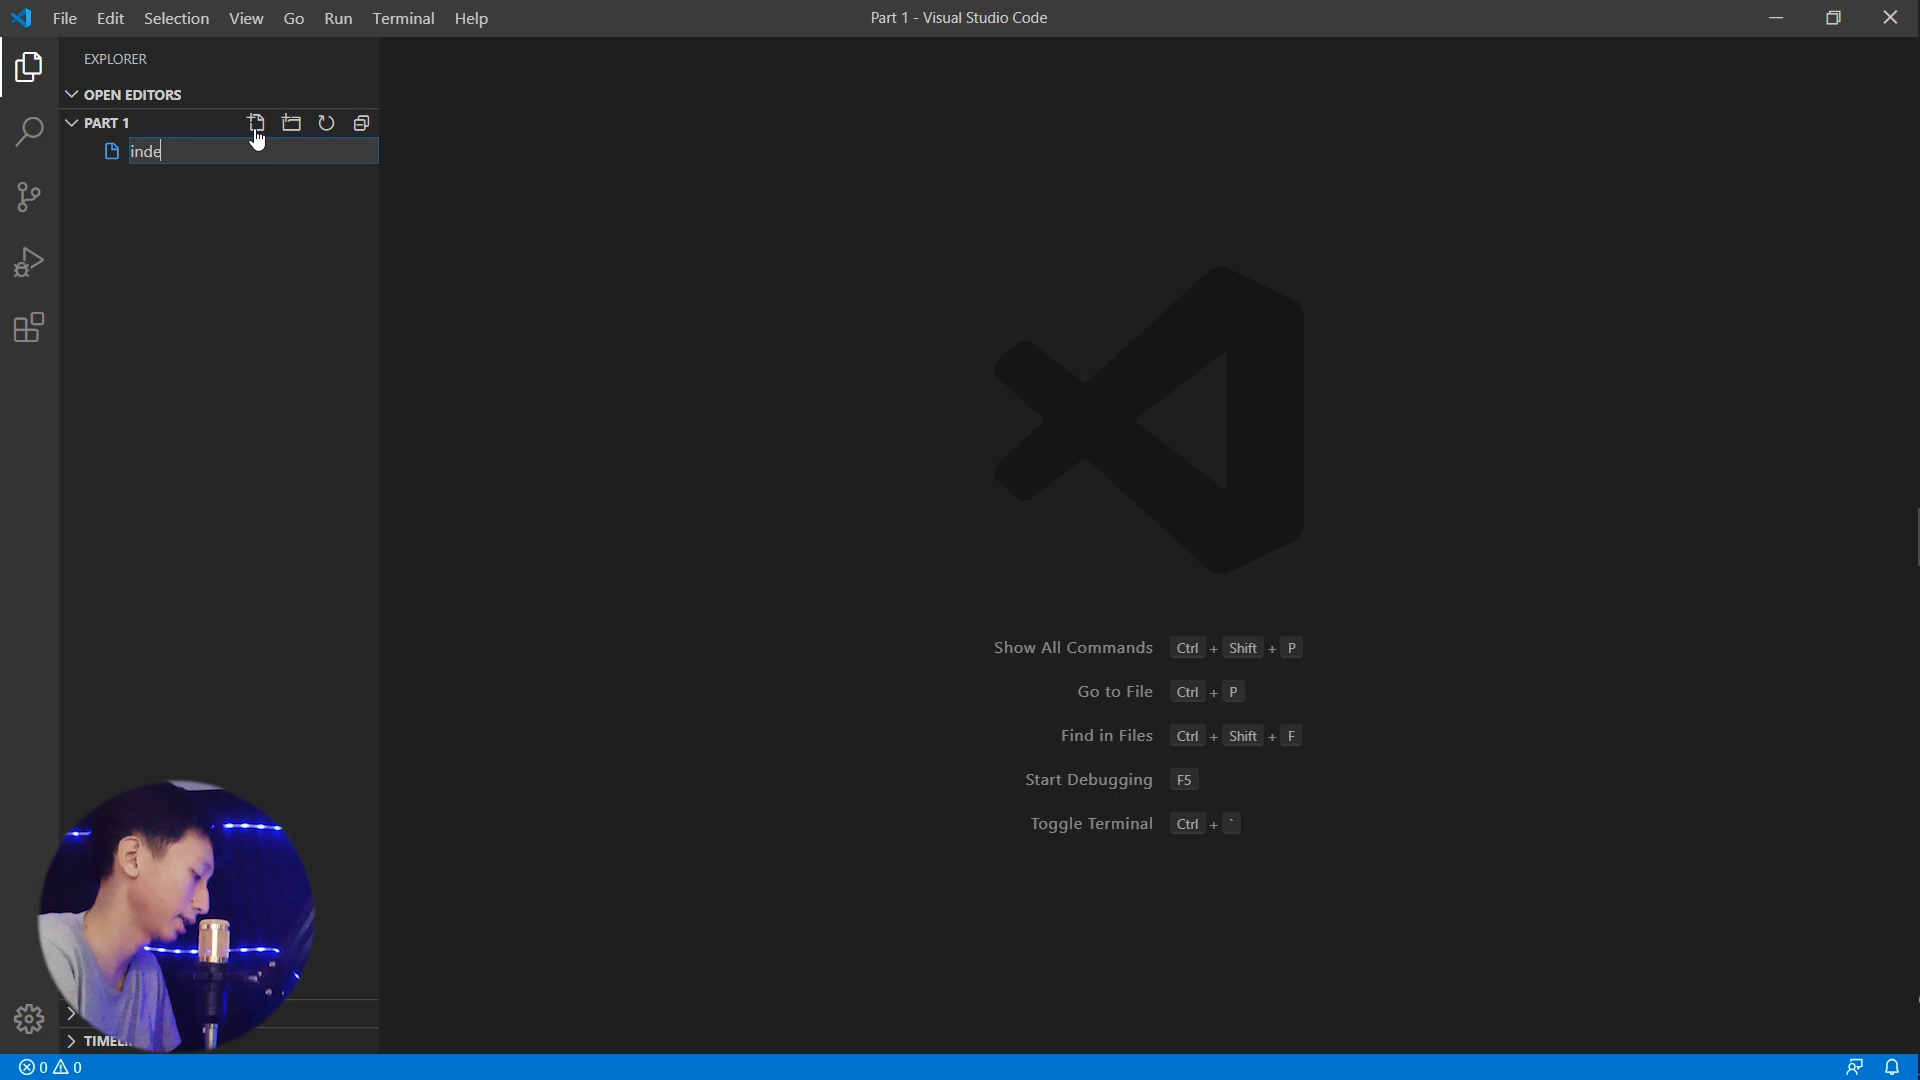 File Edit Selection View Go Run Terminal Help
Part 1 - Visual Studio Code
EXPLORER
OPEN EDITORS
PART 1
inde
Show All Commands Ctrl + Shift + P
Go to File Ctrl + P
Find in Files Ctrl + Shift + F
Start Debugging F5
Toggle Terminal Ctrl + `
0 0